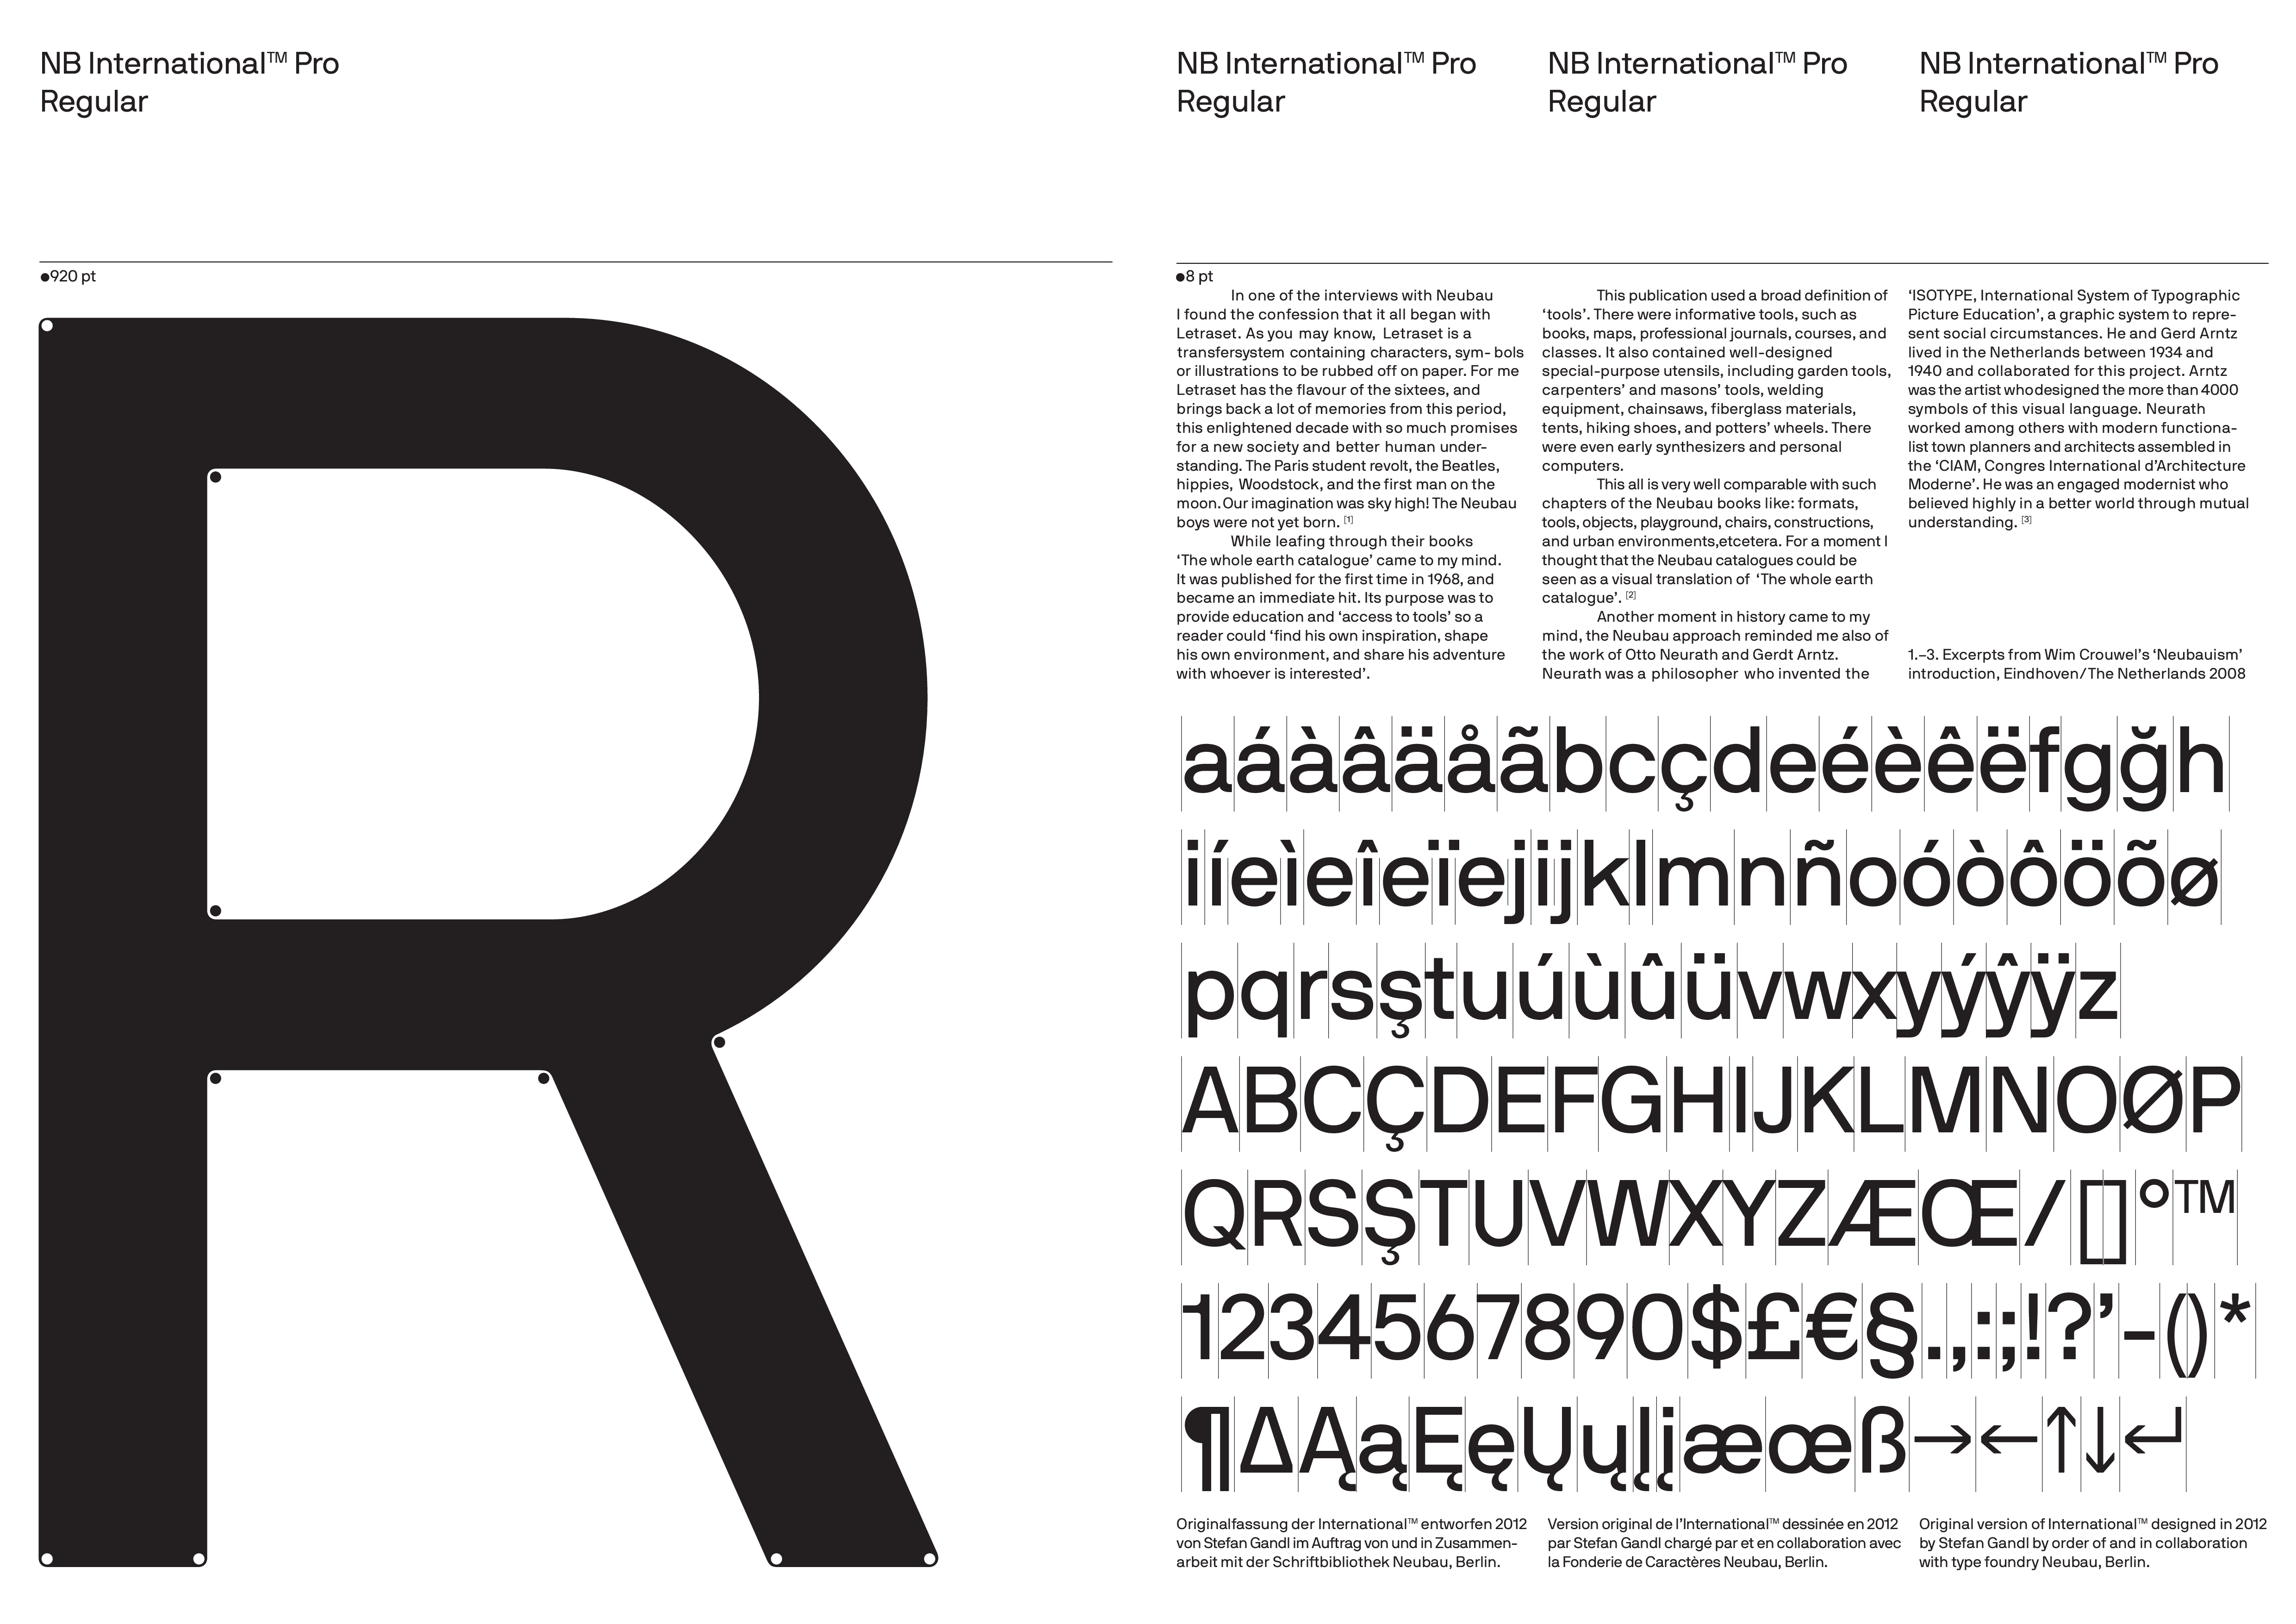 NB International™ Pro
Regular
●920 pt
R
NB International™ Pro
Regular
NB International™ Pro
Regular
NB International™ Pro
Regular
●8 pt
In one of the interviews with Neubau
I found the confession that it all began with
Letraset. As you may know, Letraset is a
transfersystem containing characters, sym- bols
or illustrations to be rubbed off on paper. For me
Letraset has the flavour of the sixtees, and
brings back a lot of memories from this period,
this enlightened decade with so much promises
for a new society and better human under-
standing. The Paris student revolt, the Beatles,
hippies, Woodstock, and the first man on the
moon. Our imagination was sky high! The Neubau
boys were not yet born. [1]
While leafing through their books
‘The whole earth catalogue’ came to my mind.
It was published for the first time in 1968, and
became an immediate hit. Its purpose was to
provide education and ‘access to tools’ so a
reader could ‘find his own inspiration, shape
his own environment, and share his adventure
with whoever is interested’.
This publication used a broad definition of
‘tools’. There were informative tools, such as
books, maps, professional journals, courses, and
classes. It also contained well-designed
special-purpose utensils, including garden tools,
carpenters’ and masons’ tools, welding
equipment, chainsaws, fiberglass materials,
tents, hiking shoes, and potters’ wheels. There
were even early synthesizers and personal
computers.
This all is very well comparable with such
chapters of the Neubau books like: formats,
tools, objects, playground, chairs, constructions,
and urban environments,etcetera. For a moment I
thought that the Neubau catalogues could be
seen as a visual translation of ‘The whole earth
catalogue’. [2]
Another moment in history came to my
mind, the Neubau approach reminded me also of
the work of Otto Neurath and Gerdt Arntz.
Neurath was a philosopher who invented the
‘ISOTYPE, International System of Typographic
Picture Education’, a graphic system to repre-
sent social circumstances. He and Gerd Arntz
lived in the Netherlands between 1934 and
1940 and collaborated for this project. Arntz
was the artist whodesigned the more than 4000
symbols of this visual language. Neurath
worked among others with modern functiona-
list town planners and architects assembled in
the ‘CIAM, Congres International d’Architecture
Moderne’. He was an engaged modernist who
believed highly in a better world through mutual
understanding. [3]
1.–3. Excerpts from Wim Crouwel’s ‘Neubauism’
introduction, Eindhoven/The Netherlands 2008
aáàâäåãbcçdeéèêëfgğh
iíeìeîeïejijklmnñoóòôöõø
pqrsştuúùûüvwxyýŷÿz
ABCÇDEFGHIJKLMNOØP
QRSŞTUVWXYZÆŒ/[]°™
1234567890$£€§.,:;!?’-()*
¶∆ĄąĘęŲųįįæœß→←↑↓↵
Originalfassung der International™ entworfen 2012
von Stefan Gandl im Auftrag von und in Zusammen-
arbeit mit der Schriftbibliothek Neubau, Berlin.
Version original de l’International™ dessinée en 2012
par Stefan Gandl chargé par et en collaboration avec
la Fonderie de Caractères Neubau, Berlin.
Original version of International™ designed in 2012
by Stefan Gandl by order of and in collaboration
with type foundry Neubau, Berlin.